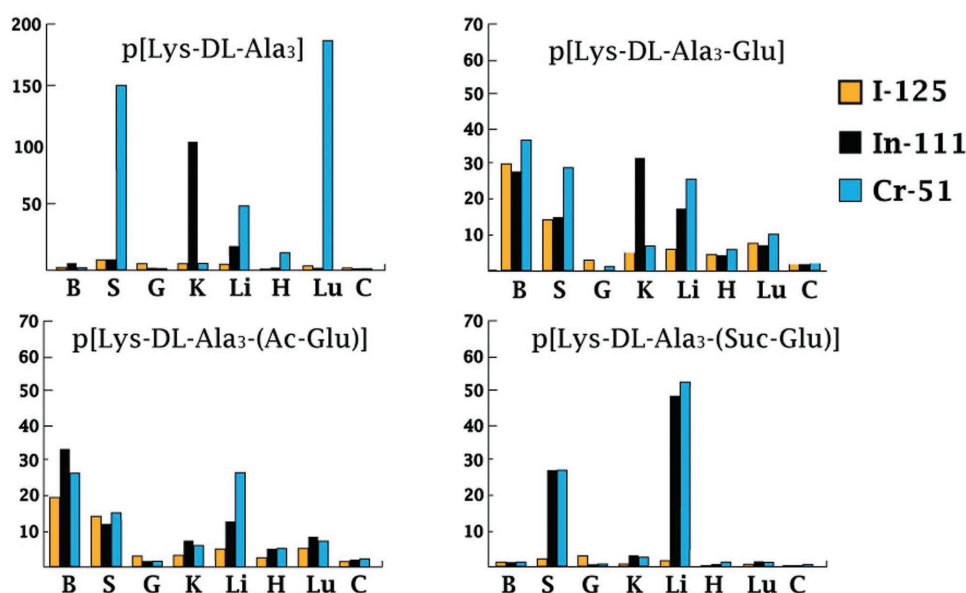 p[Lys-DL-Ala₃]
200
150
100
50
B S G K Li H Lu C
p[Lys-DL-Ala₃-Glu]
70
60
50
40
30
20
10
B S G K Li H Lu C
I-125
In-111
Cr-51
p[Lys-DL-Ala₃-(Ac-Glu)]
70
60
50
40
30
20
10
B S G K Li H Lu C
p[Lys-DL-Ala₃-(Suc-Glu)]
70
60
50
40
30
20
10
B S G K Li H Lu C